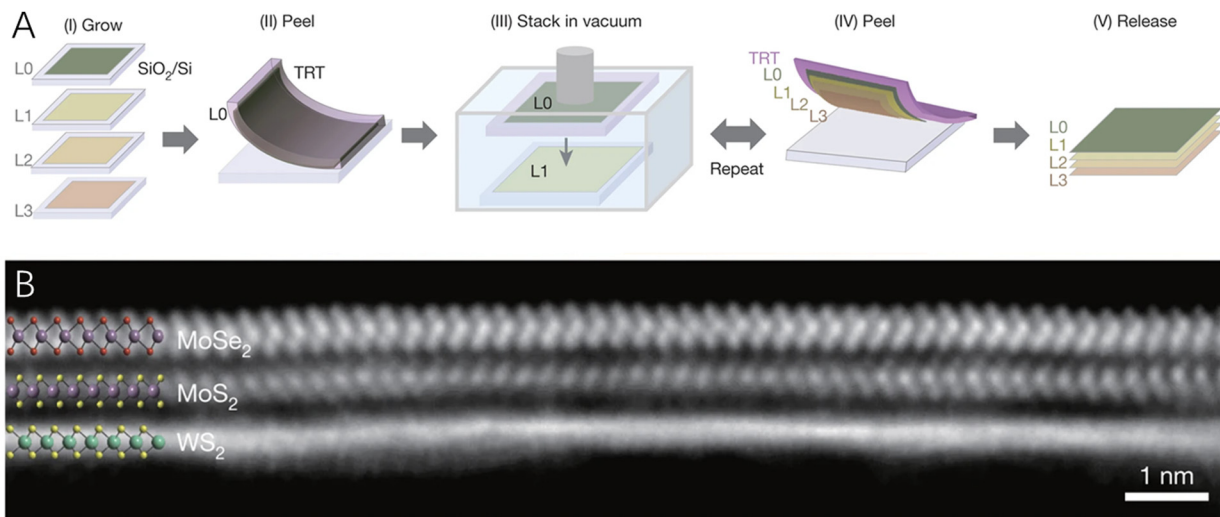 A
(I) Grow
(II) Peel
(III) Stack in vacuum
(IV) Peel
(V) Release
L0
SiO2/Si
L1
L2
L3
TRT
L0
L0
L1
Repeat
TRT
L0
L1
L2
L3
L0
L1
L2
L3
B
MoSe2
MoS2
WS2
1 nm